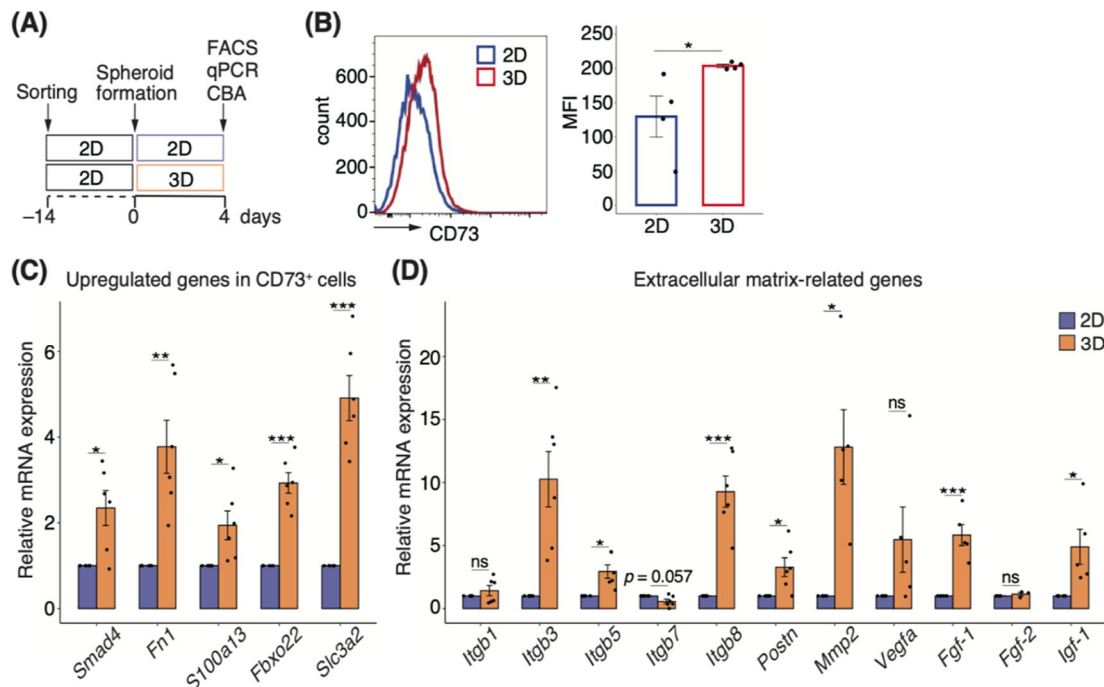 (A)
Sorting
Spheroid
formation
FACS
qPCR
CBA
2D
2D
2D
3D
–14
0
4
days
(B)
count
600
400
200
0
2D
3D
CD73
MFI
250
200
150
100
50
0
*
2D
3D
(C)
Upregulated genes in CD73+ cells
Relative mRNA expression
6
4
2
0
*
**
*
***
***
Smad4
Fn1
S100a13
Fbxo22
Slc3a2
(D)
Extracellular matrix-related genes
2D
3D
Relative mRNA expression
20
15
10
5
0
ns
**
*
p = 0.057
***
*
*
ns
***
ns
*
Itgb1
Itgb3
Itgb5
Itgb7
Itgb8
Postn
Mmp2
Vegfa
Fgf-1
Fgf-2
Igf-1